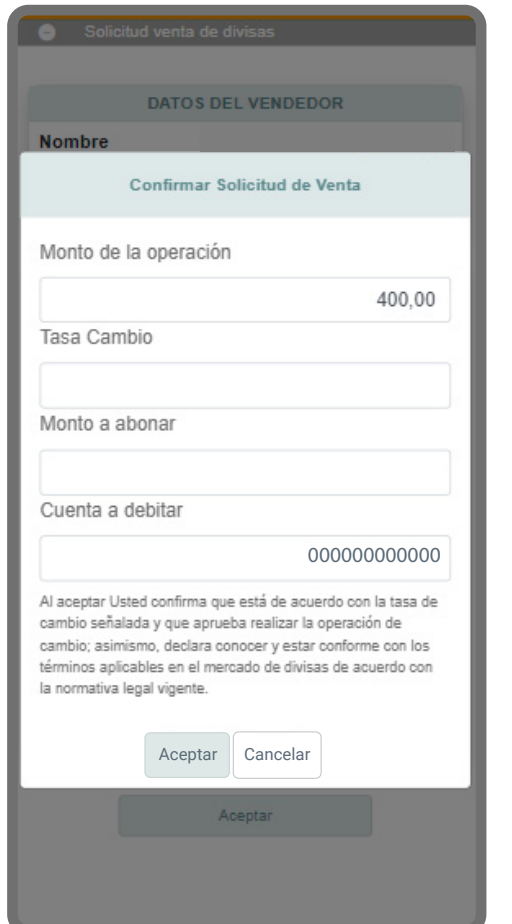 Solicitud venta de divisas
DATOS DEL VENDEDOR
Nombre
Confirmar Solicitud de Venta
Monto de la operación
400,00
Tasa Cambio
Monto a abonar
Cuenta a debitar
000000000000
Al aceptar Usted confirma que está de acuerdo con la tasa de
cambio señalada y que aprueba realizar la operación de
cambio; asimismo, declara conocer y estar conforme con los
términos aplicables en el mercado de divisas de acuerdo con
la normativa legal vigente.
Aceptar Cancelar
Aceptar